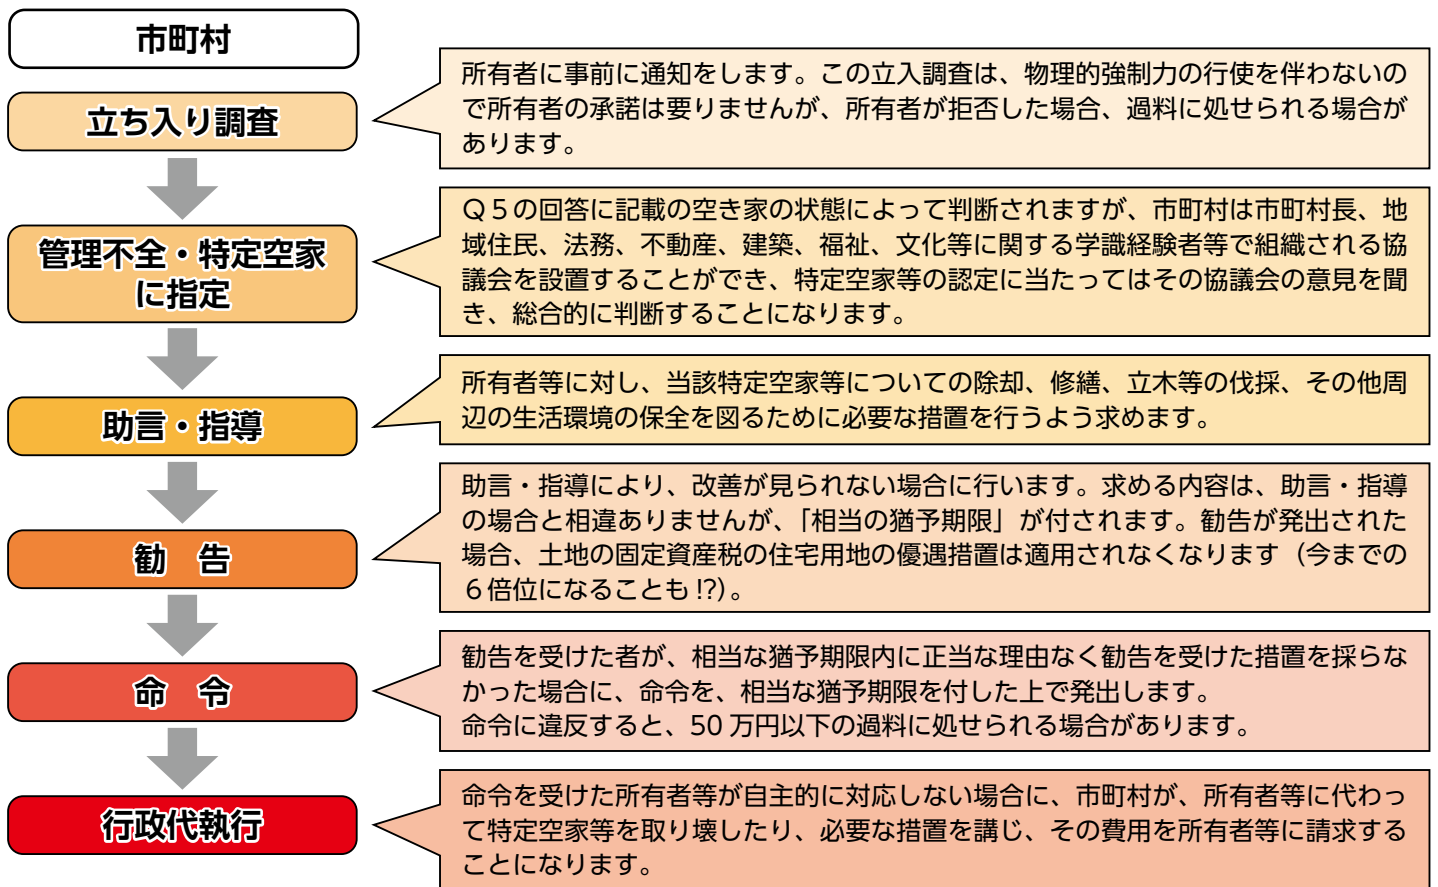 市町村
立ち入り調査
所有者に事前に通知をします。この立入調査は、物理的強制力の行使を伴わないの
で所有者の承諾は要りませんが、所有者が拒否した場合、過料に処せられる場合が
あります。
管理不全・特定空家
に指定
Ｑ５の回答に記載の空き家の状態によって判断されますが、市町村は市町村長、地
域住民、法務、不動産、建築、福祉、文化等に関する学識経験者等で組織される協
議会を設置することができ、特定空家等の認定に当たってはその協議会の意見を聞
き、総合的に判断することになります。
助言・指導
所有者等に対し、当該特定空家等についての除却、修繕、立木等の伐採、その他周
辺の生活環境の保全を図るために必要な措置を行うよう求めます。
勧　告
助言・指導により、改善が見られない場合に行います。求める内容は、助言・指導
の場合と相違ありませんが、「相当の猶予期限」が付されます。勧告が発出された
場合、土地の固定資産税の住宅用地の優遇措置は適用されなくなります（今までの
６倍位になることも !?）。
命　令
勧告を受けた者が、相当な猶予期限内に正当な理由なく勧告を受けた措置を採らな
かった場合に、命令を、相当な猶予期限を付した上で発出します。
命令に違反すると、50 万円以下の過料に処せられる場合があります。
行政代執行
命令を受けた所有者等が自主的に対応しない場合に、市町村が、所有者等に代わっ
て特定空家等を取り壊したり、必要な措置を講じ、その費用を所有者等に請求する
ことになります。